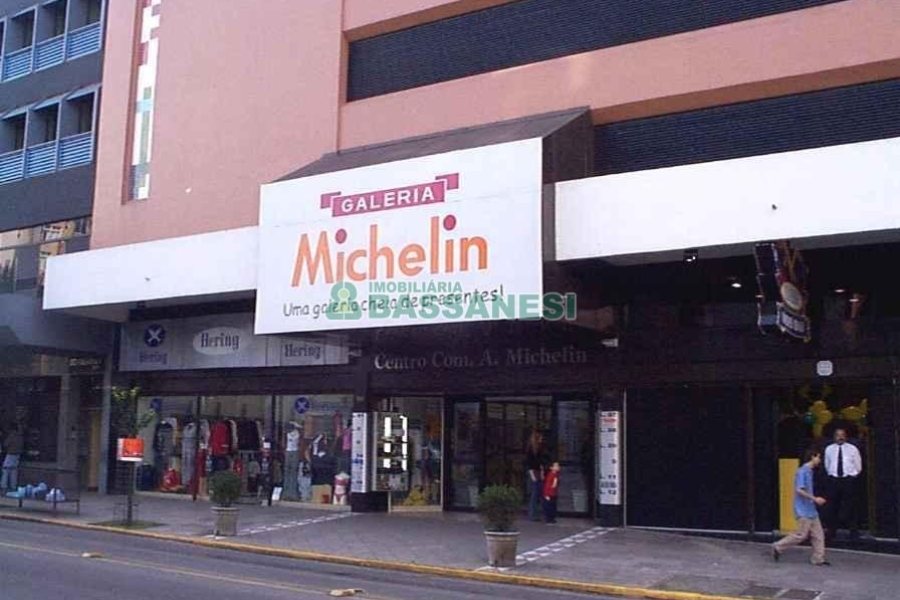 GALERIA
Michelin
Uma galeria cheia de presentes!
IMOBILIÁRIA
BASSANESI
Hering
Hering
Hering
Centro Com. A. Michelin